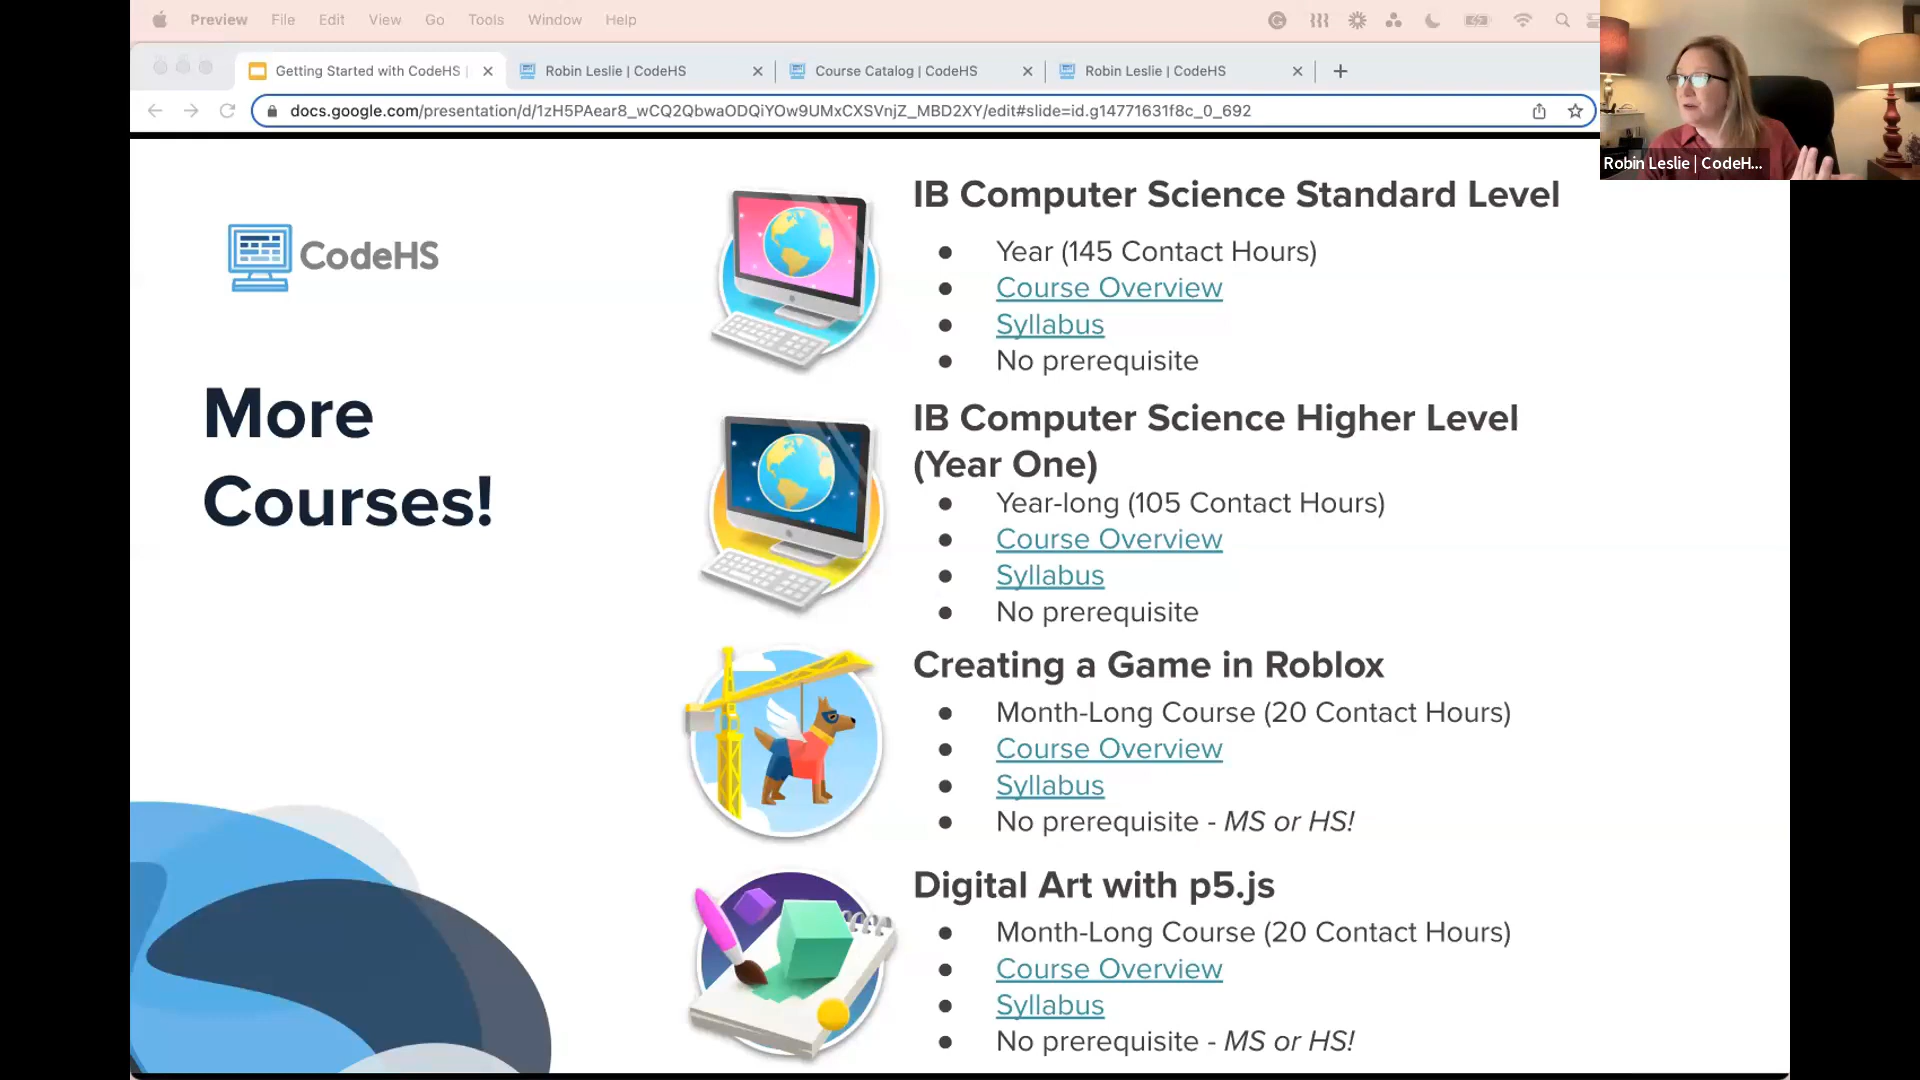 Preview File Edit View Go Tools Window Help
Getting Started with CodeHS | Robin Leslie | CodeHS Course Catalog | CodeHS Robin Leslie | CodeHS
docs.google.com/presentation/d/1zH5PAear8_wCQ2QbwaODQiYOw9UMxCXSVnjZ_MBD2XY/edit#slide=id.g14771631f8c_0_692
Robin Leslie | CodeH...
CodeHS
More
Courses!
IB Computer Science Standard Level
● Year (145 Contact Hours)
● Course Overview
● Syllabus
● No prerequisite
IB Computer Science Higher Level
(Year One)
● Year-long (105 Contact Hours)
● Course Overview
● Syllabus
● No prerequisite
Creating a Game in Roblox
● Month-Long Course (20 Contact Hours)
● Course Overview
● Syllabus
● No prerequisite - MS or HS!
Digital Art with p5.js
● Month-Long Course (20 Contact Hours)
● Course Overview
● Syllabus
● No prerequisite - MS or HS!